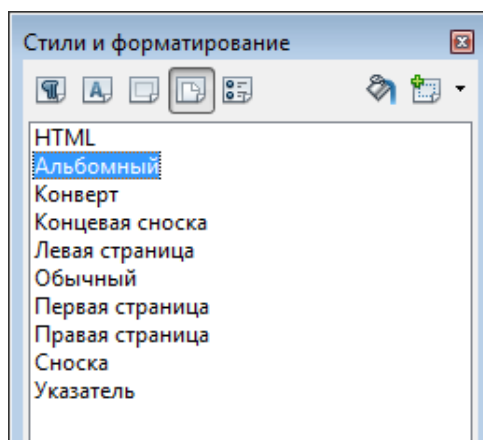 Стили и форматирование
HTML
Альбомный
Конверт
Концевая сноска
Левая страница
Обычный
Первая страница
Правая страница
Сноска
Указатель